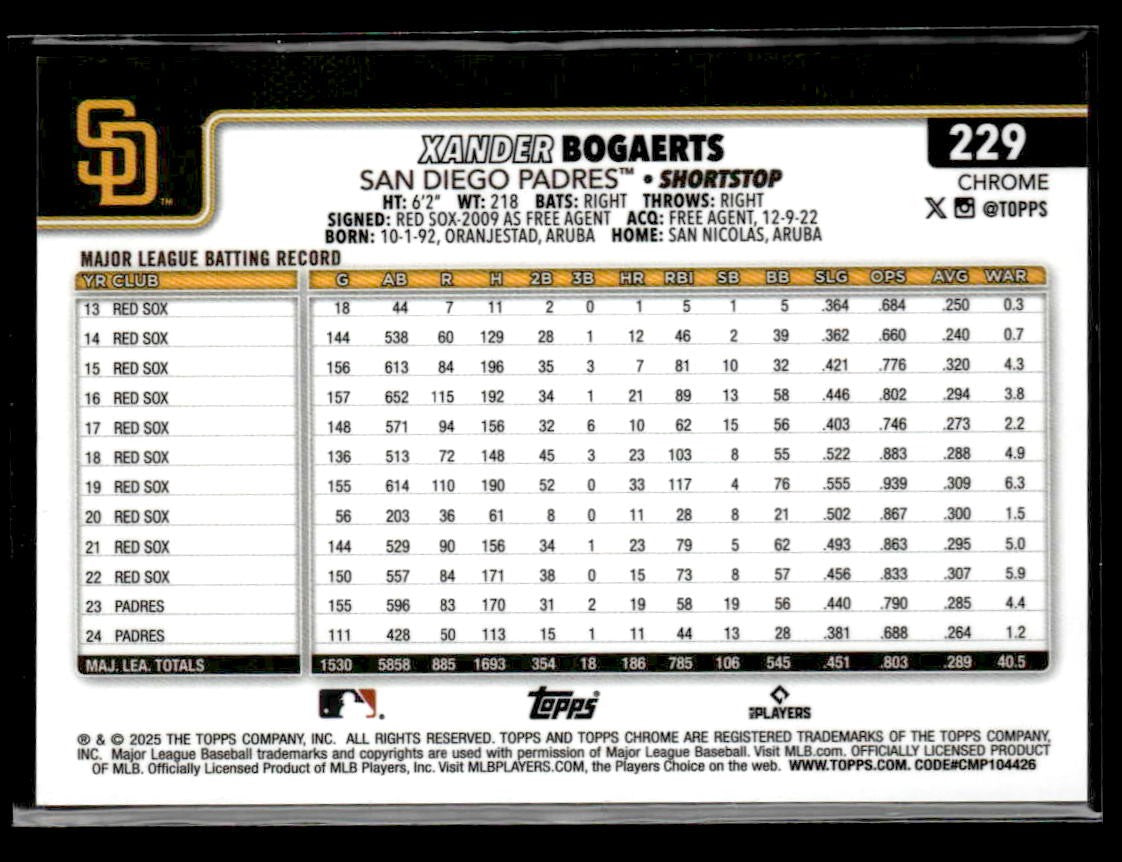 SD™
XANDER BOGAERTS
229
SAN DIEGO PADRES™ • SHORTSTOP
CHROME
HT: 6'2" WT: 218 BATS: RIGHT THROWS: RIGHT
SIGNED: RED SOX-2009 AS FREE AGENT ACQ: FREE AGENT, 12-9-22
@TOPPS
BORN: 10-1-92, ORANJESTAD, ARUBA HOME: SAN NICOLAS, ARUBA
MAJOR LEAGUE BATTING RECORD
YR CLUB G AB R H 2B 3B HR RBI SB BB SLG OPS AVG WAR
13 RED SOX 18 44 7 11 2 0 1 5 1 5 .364 .684 .250 0.3
14 RED SOX 144 538 60 129 28 1 12 46 2 39 .362 .660 .240 0.7
15 RED SOX 156 613 84 196 35 3 7 81 10 32 .421 .776 .320 4.3
16 RED SOX 157 652 115 192 34 1 21 89 13 58 .446 .802 .294 3.8
17 RED SOX 148 571 94 156 32 6 10 62 15 56 .403 .746 .273 2.2
18 RED SOX 136 513 72 148 45 3 23 103 8 55 .522 .883 .288 4.9
19 RED SOX 155 614 110 190 52 0 33 117 4 76 .555 .939 .309 6.3
20 RED SOX 56 203 36 61 8 0 11 28 8 21 .502 .867 .300 1.5
21 RED SOX 144 529 90 156 34 1 23 79 5 62 .493 .863 .295 5.0
22 RED SOX 150 557 84 171 38 0 15 73 8 57 .456 .833 .307 5.9
23 PADRES 155 596 83 170 31 2 19 58 19 56 .440 .790 .285 4.4
24 PADRES 111 428 50 113 15 1 11 44 13 28 .381 .688 .264 1.2
MAJ. LEA. TOTALS 1530 5858 885 1693 354 18 186 785 106 545 .451 .803 .289 40.5
Topps®
MLB PLAYERS
® & © 2025 THE TOPPS COMPANY, INC. ALL RIGHTS RESERVED. TOPPS AND TOPPS CHROME ARE REGISTERED TRADEMARKS OF THE TOPPS COMPANY,
INC. Major League Baseball trademarks and copyrights are used with permission of Major League Baseball. Visit MLB.com. OFFICIALLY LICENSED PRODUCT
OF MLB. Officially Licensed Product of MLB Players, Inc. Visit MLBPLAYERS.COM, the Players Choice on the web. WWW.TOPPS.COM. CODE#CMP104426